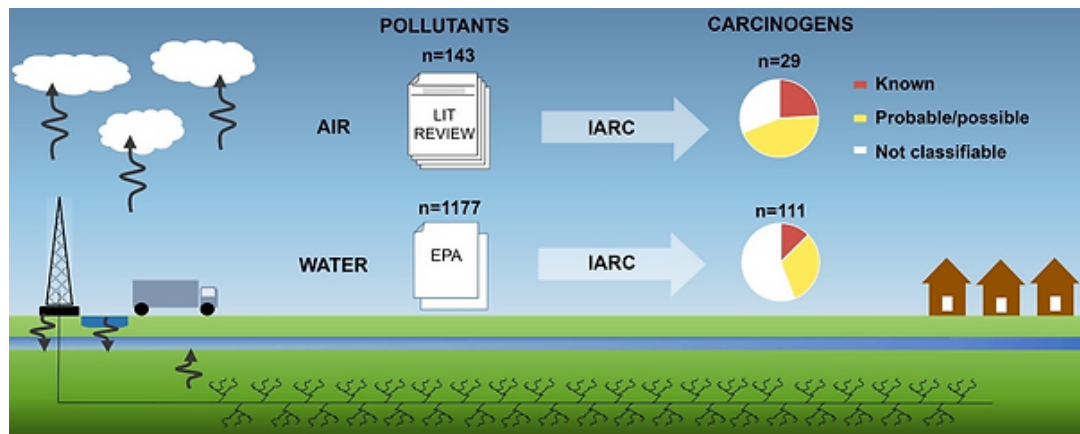 POLLUTANTS
CARCINOGENS
n=143
n=29
AIR
LIT
REVIEW
IARC
Known
Probable/possible
Not classifiable
n=1177
n=111
WATER
EPA
IARC